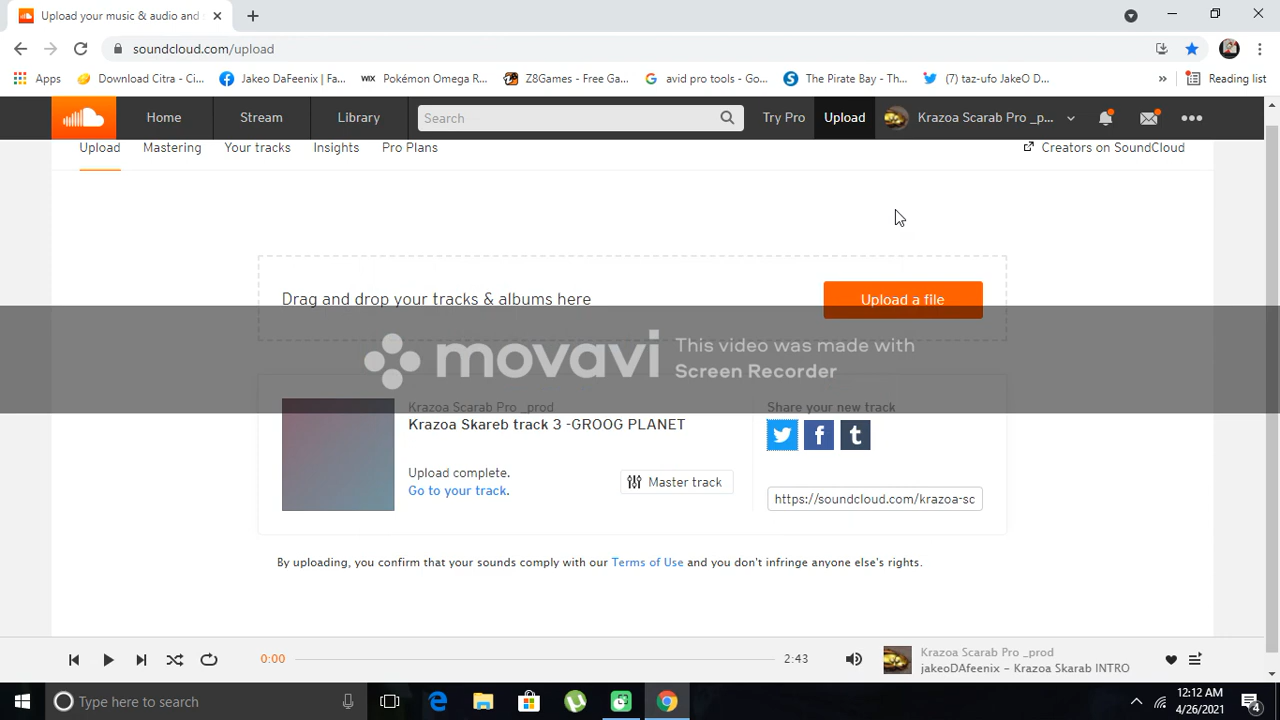 Upload your music & audio and
soundcloud.com/upload
Apps
Download Citra - Ci...
Jakeo DaFeenix | Fa...
WIX Pokémon Omega R...
Z8Games - Free Ga...
avid pro tools - Go...
The Pirate Bay - Th...
(7) taz-ufo JakeO D...
»
Reading list
Home
Stream
Library
Search
Try Pro
Upload
Krazoa Scarab Pro _p...
Upload
Mastering
Your tracks
Insights
Pro Plans
Creators on SoundCloud
Drag and drop your tracks & albums here
Upload a file
movavi
This video was made with
Screen Recorder
Krazoa Scarab Pro _prod
Krazoa Skareb track 3 -GROOG PLANET
Upload complete.
Go to your track.
Master track
Share your new track
https://soundcloud.com/krazoa-sc
By uploading, you confirm that your sounds comply with our Terms of Use and you don't infringe anyone else's rights.
0:00
2:43
Krazoa Scarab Pro _prod
jakeoDAfeenix - Krazoa Skarab INTRO
Type here to search
12:12 AM
4/26/2021
4